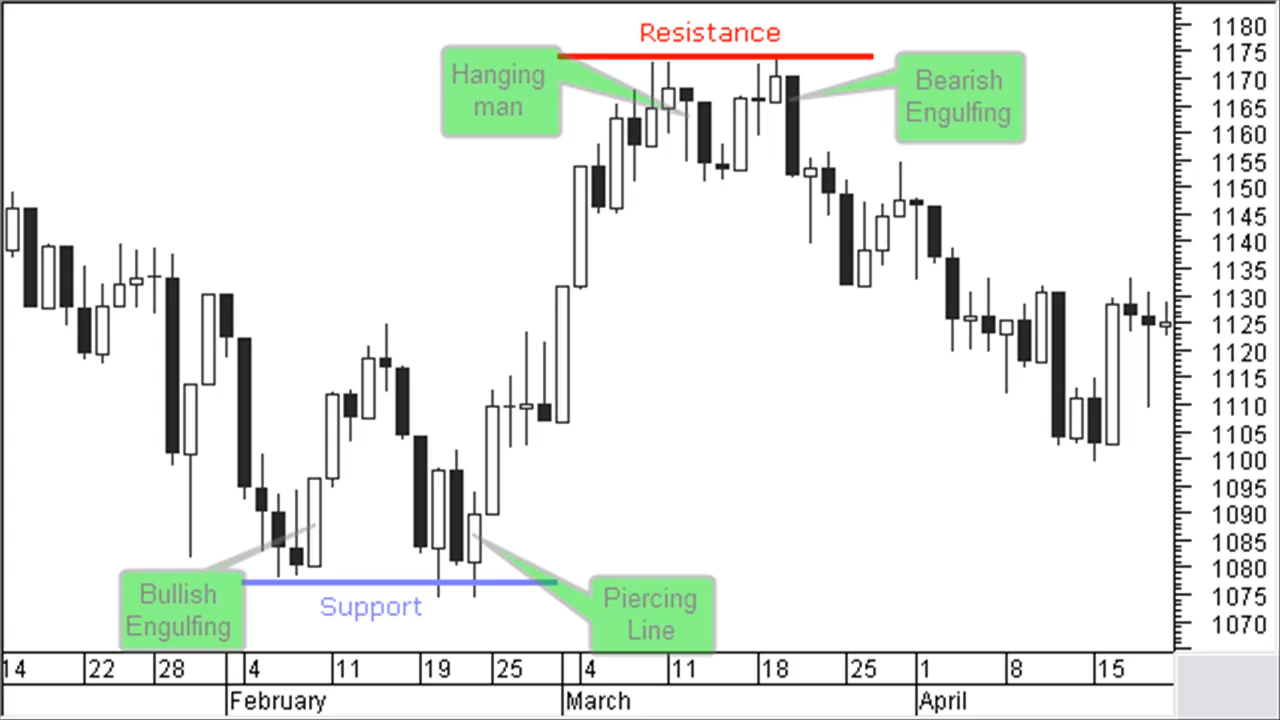 Resistance
Hanging
man
Bearish
Engulfing
Bullish
Engulfing
Support
Piercing
Line
1180
1175
1170
1165
1160
1155
1150
1145
1140
1135
1130
1125
1120
1115
1110
1105
1100
1095
1090
1085
1080
1075
1070
14 22 28 4 11 19 25 4 11 18 25 1 8 15
February March April